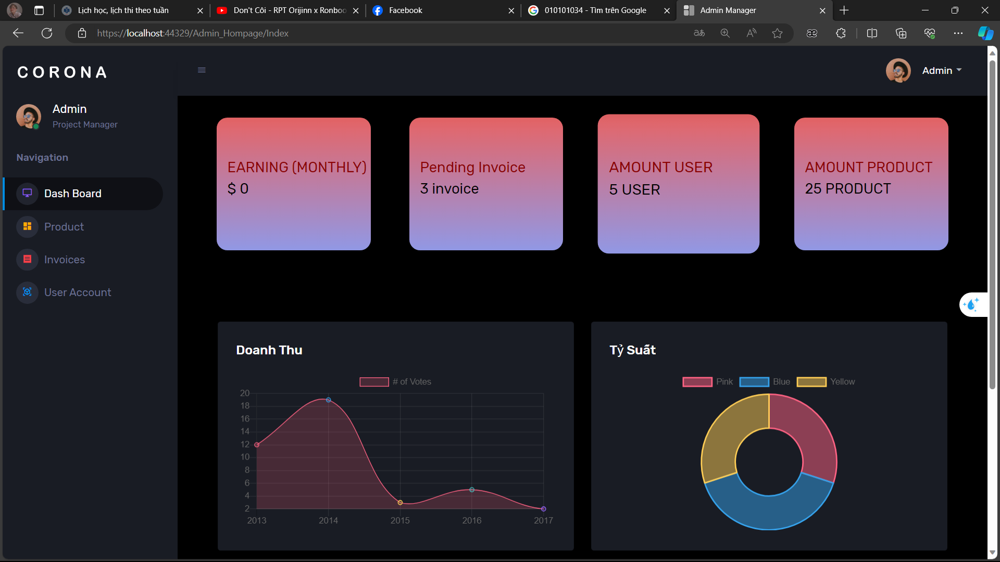 Lịch học, lịch thi theo tuần
Don't Côi - RPT Orijinn x Ronboo
Facebook
010101034 - Tìm trên Google
Admin Manager
https://localhost:44329/Admin_Hompage/Index
CORONA
Admin
Admin
Project Manager
Navigation
Dash Board
Product
Invoices
User Account
EARNING (MONTHLY)
$ 0
Pending Invoice
3 invoice
AMOUNT USER
5 USER
AMOUNT PRODUCT
25 PRODUCT
Doanh Thu
# of Votes
20
18
16
14
12
10
8
6
4
2
2013 2014 2015 2016 2017
Tỷ Suất
Pink Blue Yellow